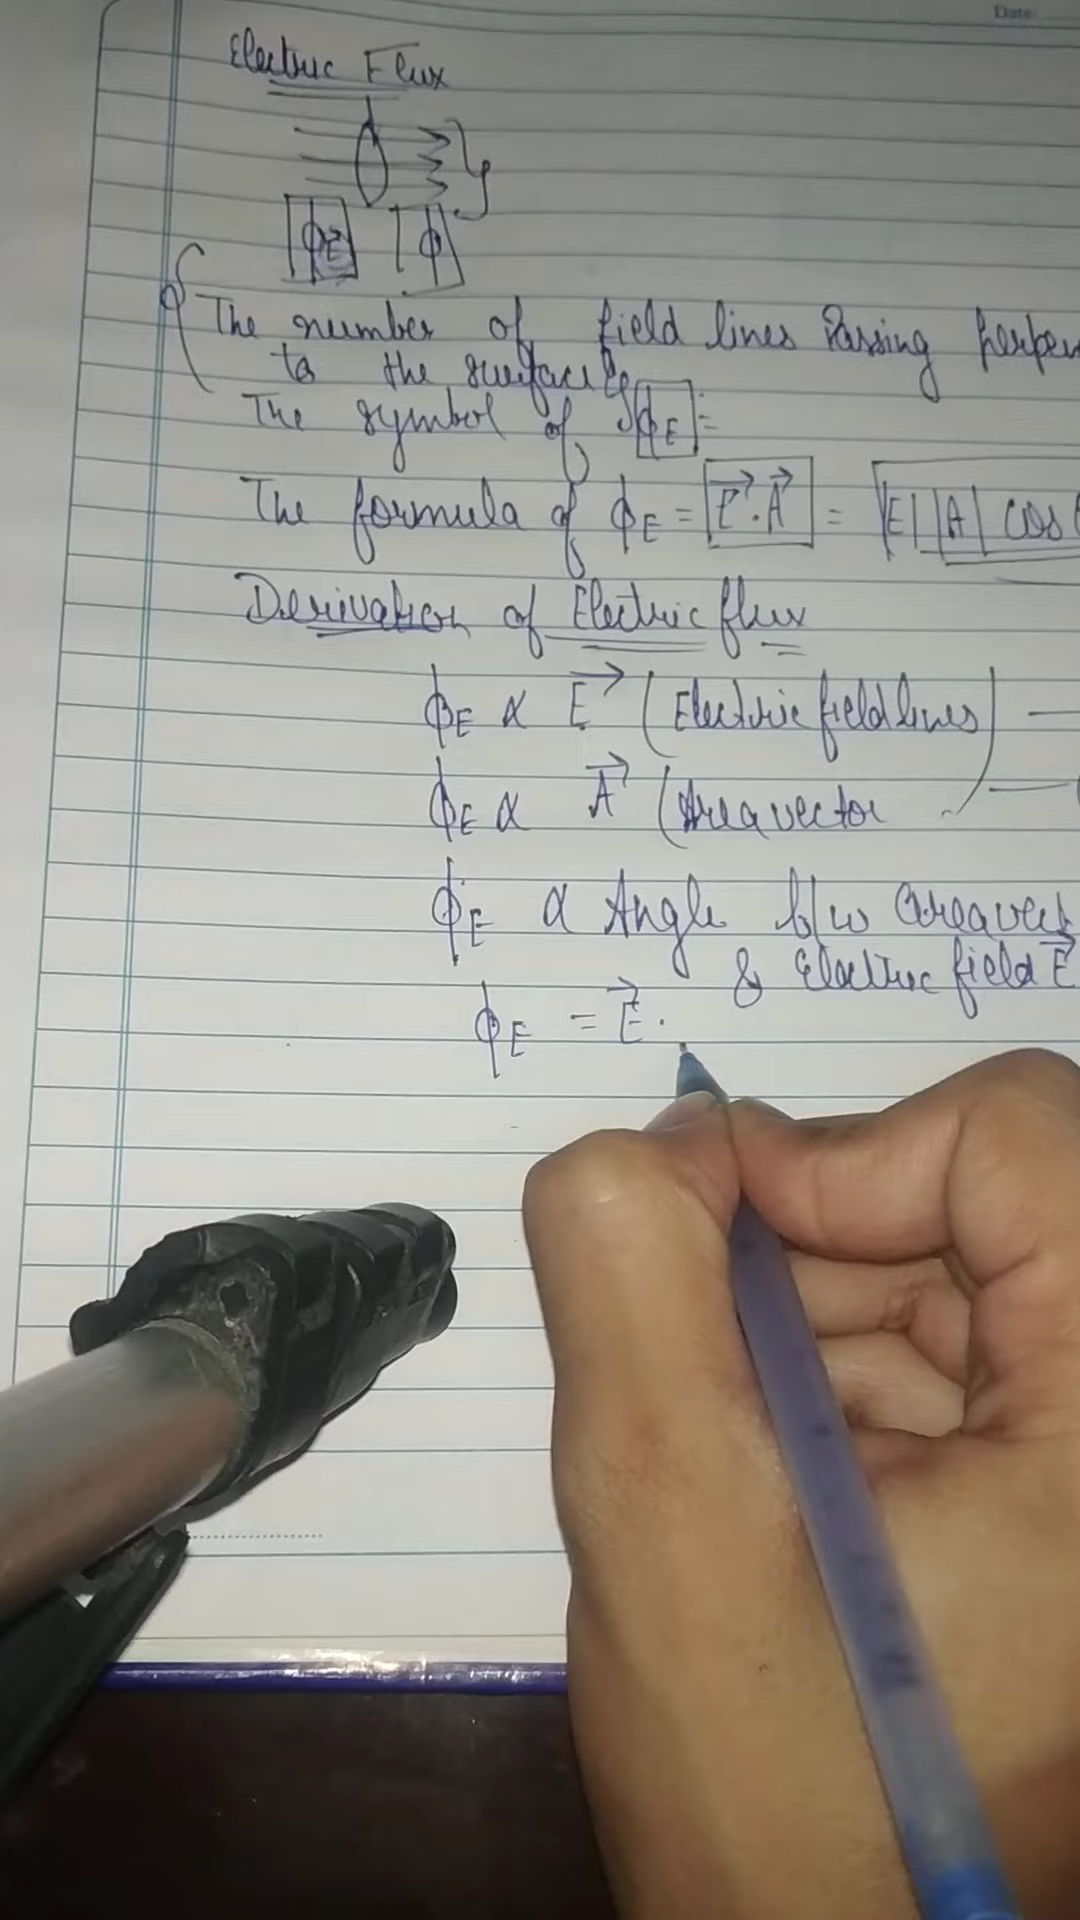 Date
Electric Flux
ϕE ϕ
The number of field lines Passing perpen
to the surface
The symbol of ϕE =
The formula of ϕE = E⃗.A⃗ = |E||A| cos
Derivation of Electric flux
ϕE ∝ E⃗ (Electric field lines) —
ϕE ∝ A⃗ (Area vector ) —
ϕE ∝ Angle b/w area vect
& Electric field E⃗
ϕE = E⃗ .